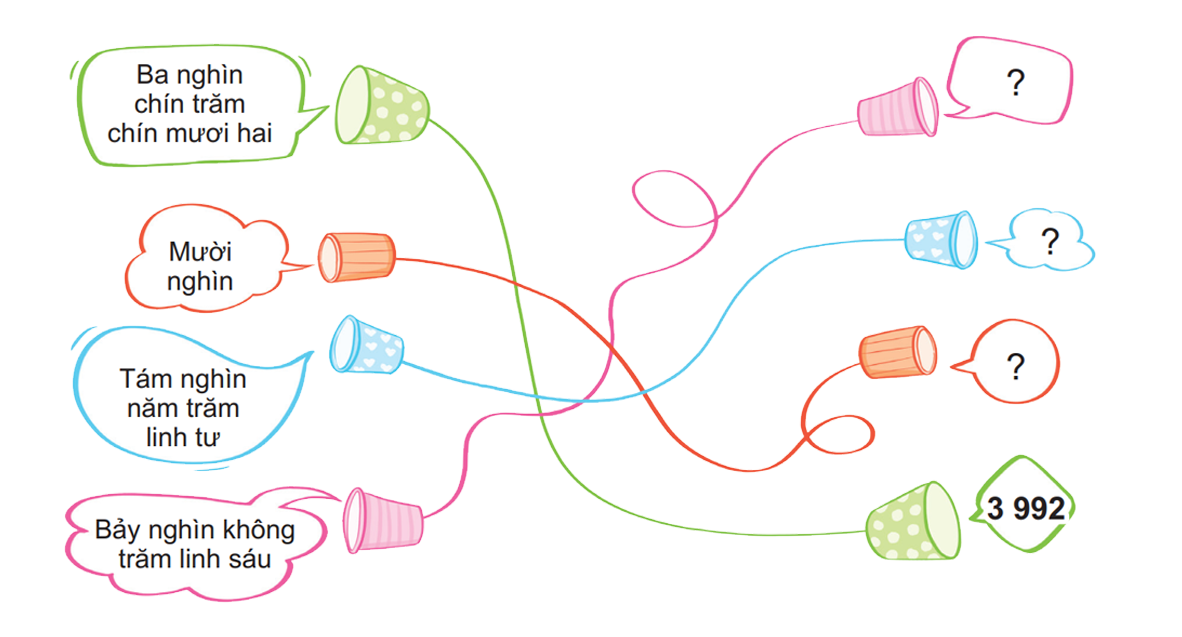 Ba nghìn
chín trăm
chín mươi hai
?
Mười
nghìn
?
Tám nghìn
năm trăm
linh tư
?
Bảy nghìn không
trăm linh sáu
3 992